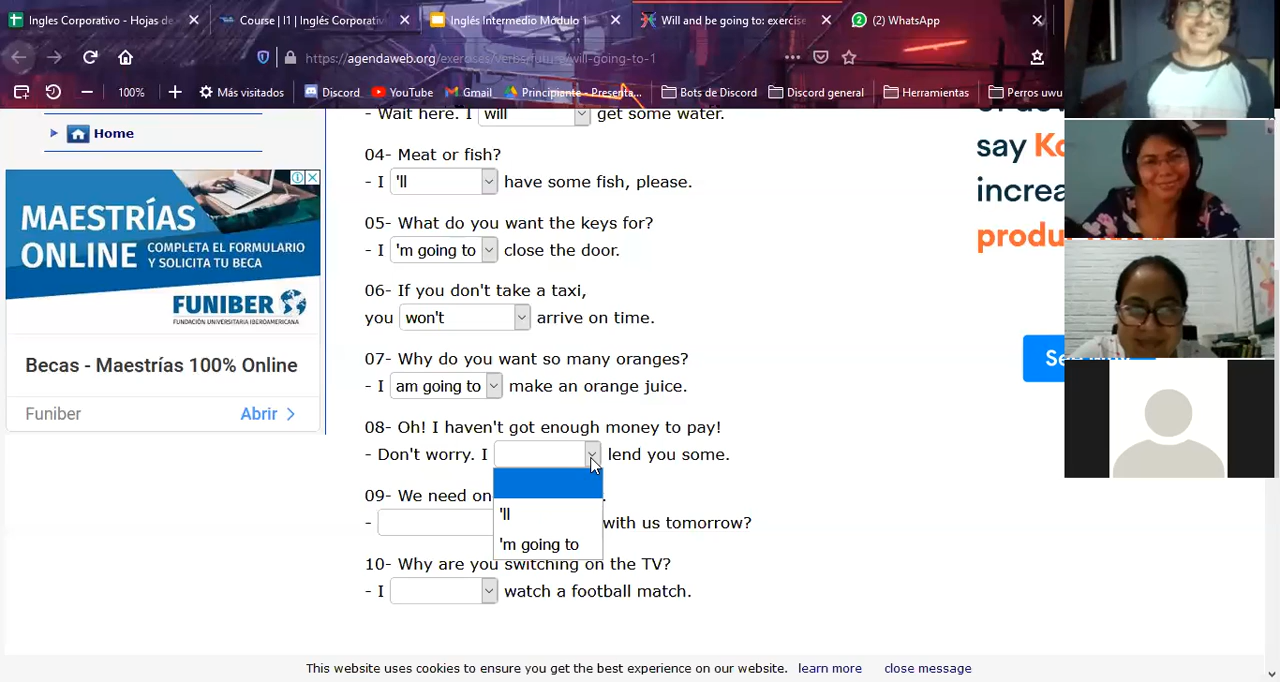 Ingles Corporativo - Hojas de
Course | I1 | Inglés Corporativ
Inglés Intermedio Módulo 1
Will and be going to: exercise
(2) WhatsApp
https://agendaweb.org/exercises/verbs/future/will-going-to-1
100%
Más visitados
Discord
YouTube
Gmail
Principiante - Presenta...
Bots de Discord
Discord general
Herramientas
Perros uwu
Home
- Wait here. I will get some water.
04- Meat or fish?
- I 'll have some fish, please.
05- What do you want the keys for?
- I 'm going to close the door.
06- If you don't take a taxi,
you won't arrive on time.
07- Why do you want so many oranges?
- I am going to make an orange juice.
08- Oh! I haven't got enough money to pay!
- Don't worry. I lend you some.
'll
'm going to
09- We need on
- with us tomorrow?
10- Why are you switching on the TV?
- I watch a football match.
MAESTRÍAS
ONLINE
COMPLETA EL FORMULARIO
Y SOLICITA TU BECA
FUNIBER
FUNDACIÓN UNIVERSITARIA IBEROAMERICANA
Becas - Maestrías 100% Online
Funiber
Abrir
say Ko
increa
produ
This website uses cookies to ensure you get the best experience on our website. learn more close message